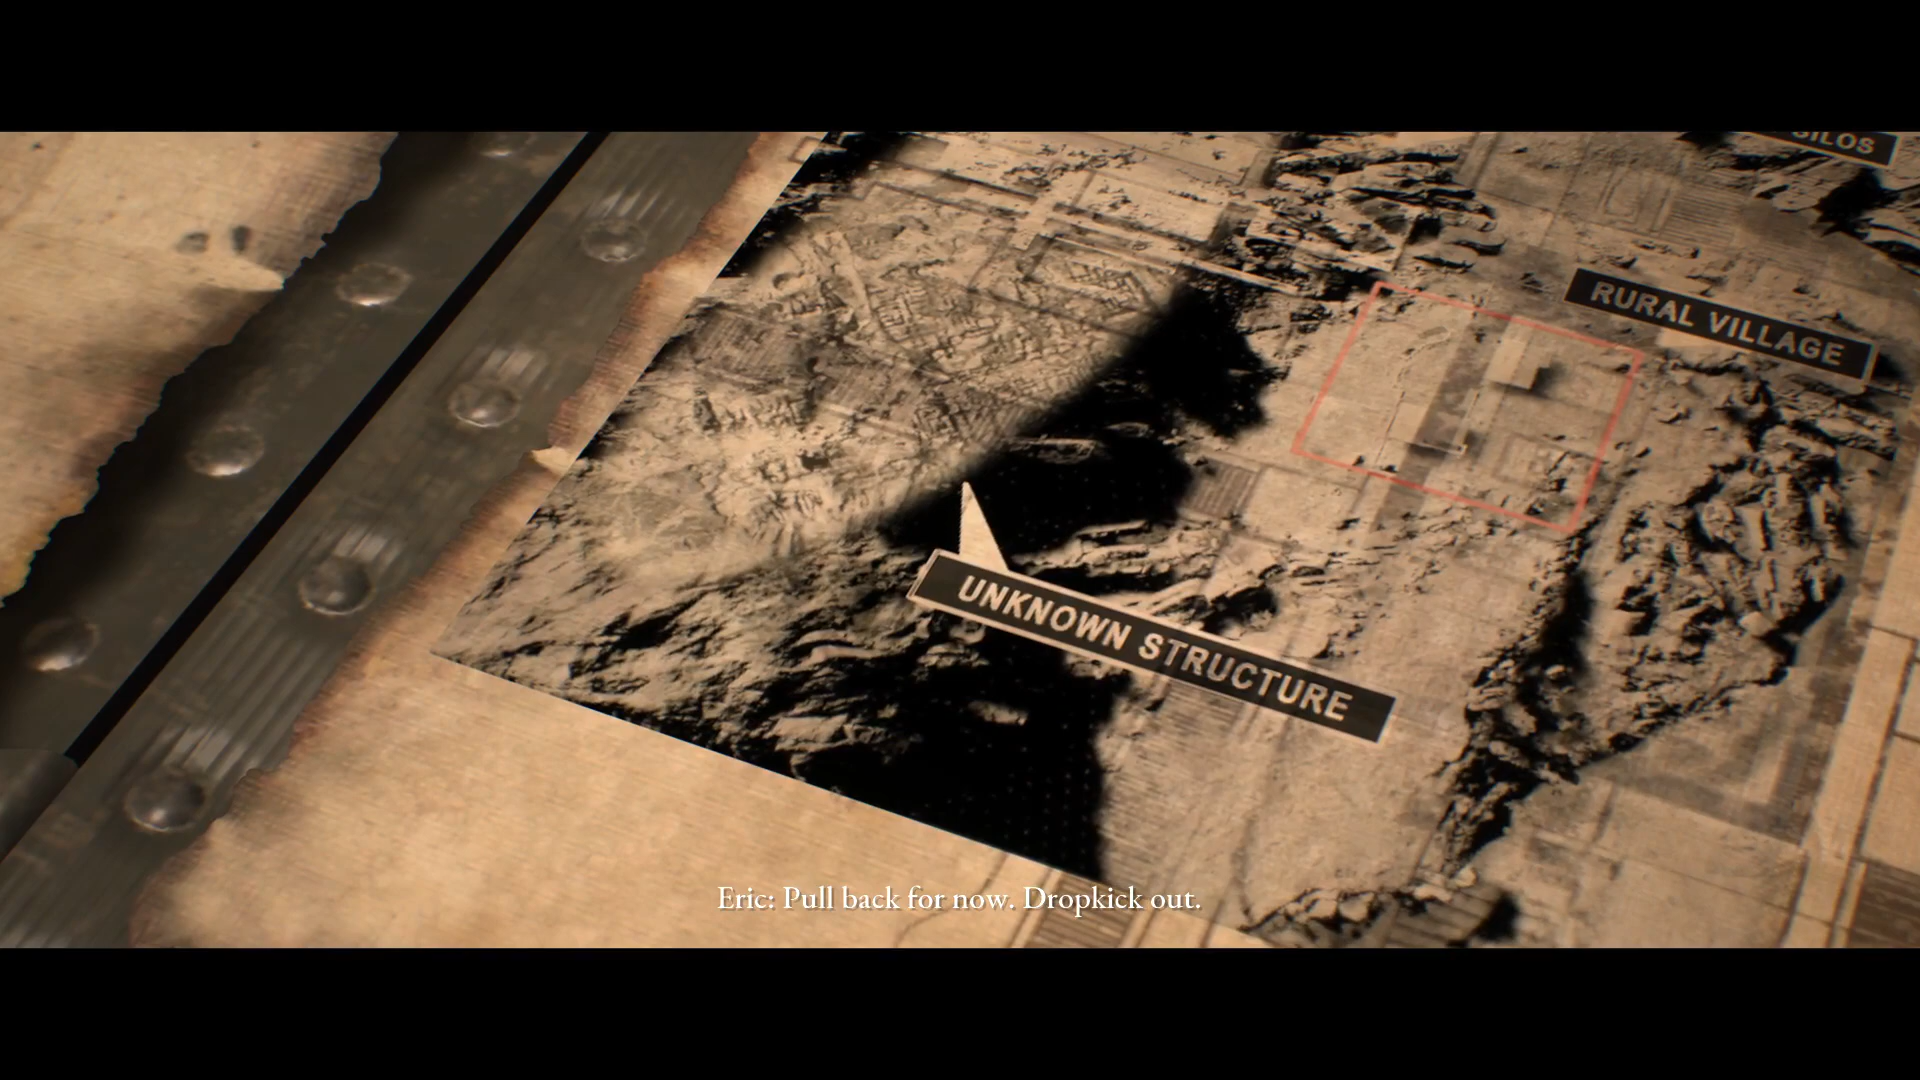 SILOS
RURAL VILLAGE
UNKNOWN STRUCTURE
Eric: Pull back for now. Dropkick out.